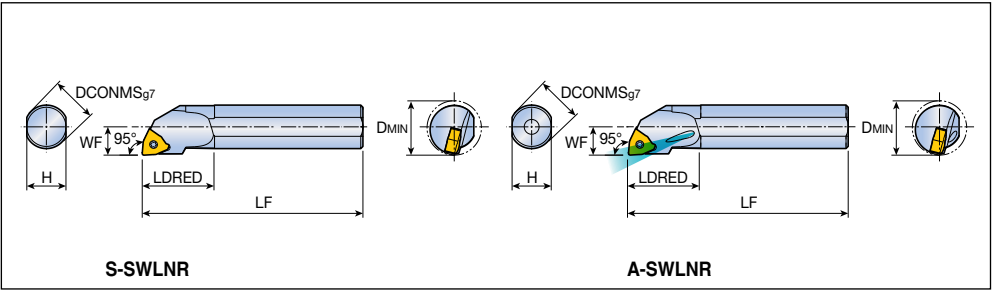 DCONMSg7
WF
95°
H
LDRED
LF
DMIN
S-SWLNR
DCONMSg7
WF
95°
H
LDRED
LF
DMIN
A-SWLNR